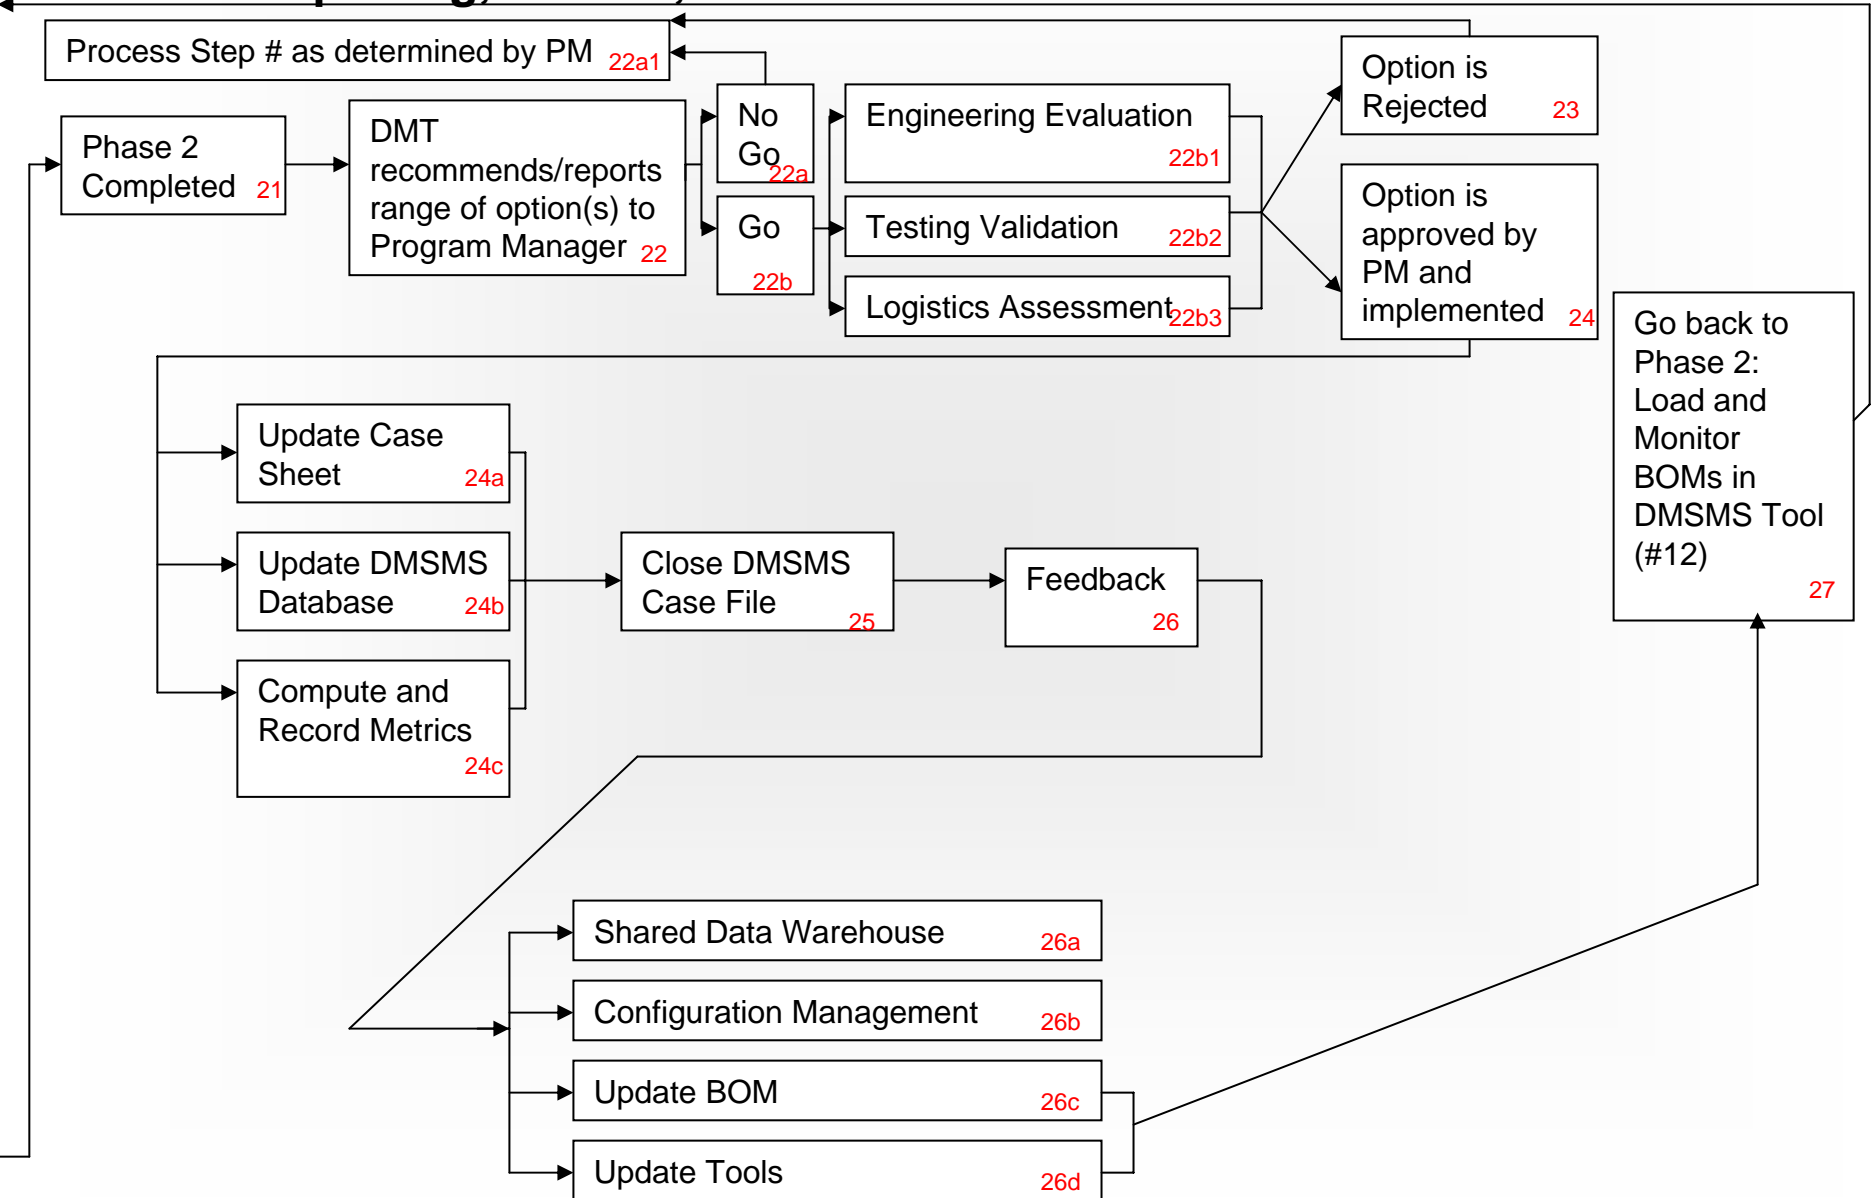 Process Step # as determined by PM 22a1
Phase 2
Completed 21
DMT
recommends/reports
range of option(s) to
Program Manager 22
No
Go
22a
Go
22b
Engineering Evaluation
22b1
Testing Validation 22b2
Logistics Assessment 22b3
Option is
Rejected 23
Option is
approved by
PM and
implemented 24
Go back to
Phase 2:
Load and
Monitor
BOMs in
DMSMS Tool
(#12)
27
Update Case
Sheet 24a
Update DMSMS
Database 24b
Compute and
Record Metrics
24c
Close DMSMS
Case File 25
Feedback
26
Shared Data Warehouse 26a
Configuration Management 26b
Update BOM 26c
Update Tools 26d